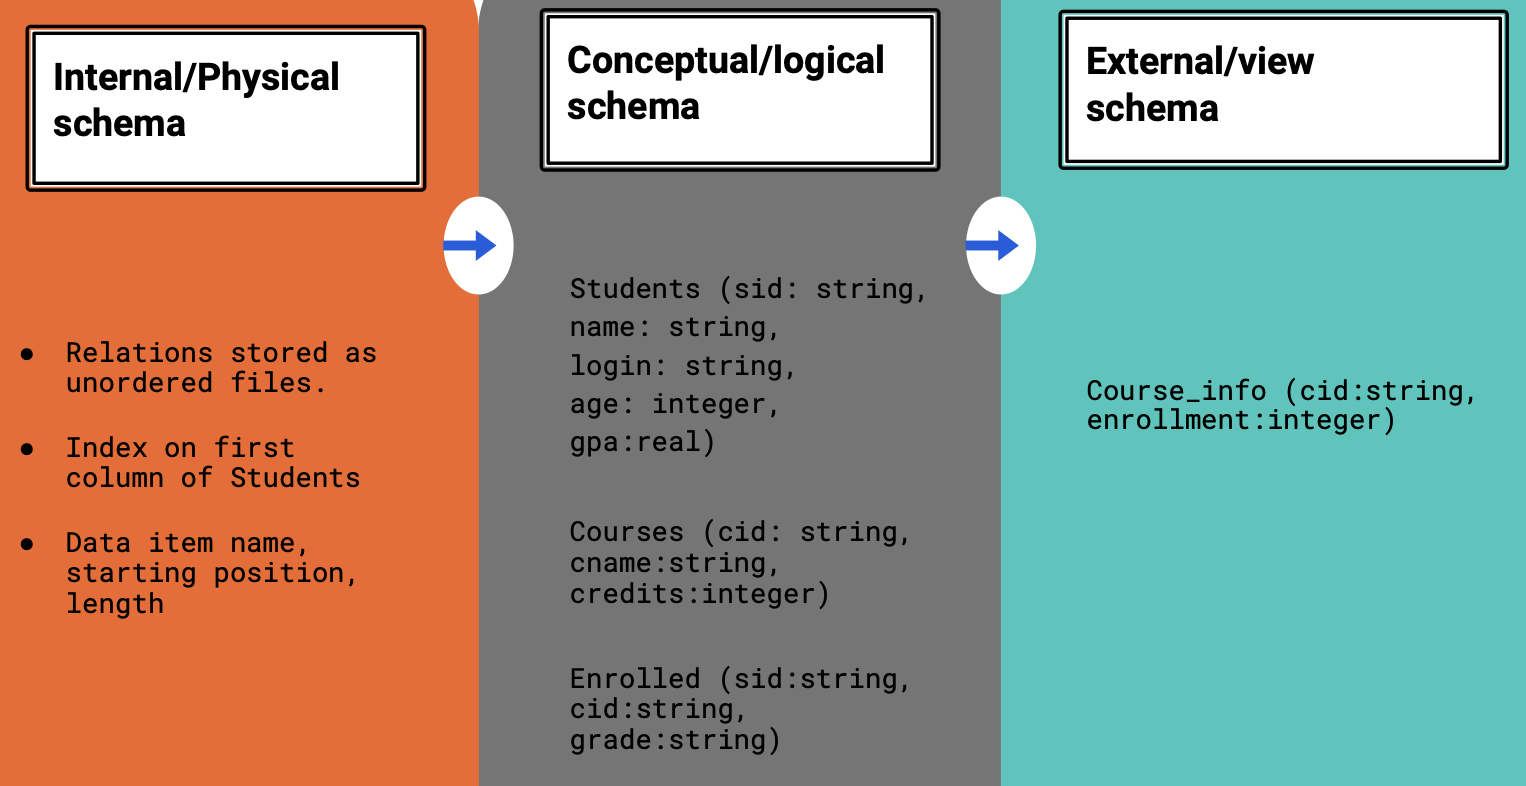 Internal/Physical
schema
● Relations stored as
unordered files.
● Index on first
column of Students
● Data item name,
starting position,
length
Conceptual/logical
schema
Students (sid: string,
name: string,
login: string,
age: integer,
gpa:real)
Courses (cid: string,
cname:string,
credits:integer)
Enrolled (sid:string,
cid:string,
grade:string)
External/view
schema
Course_info (cid:string,
enrollment:integer)